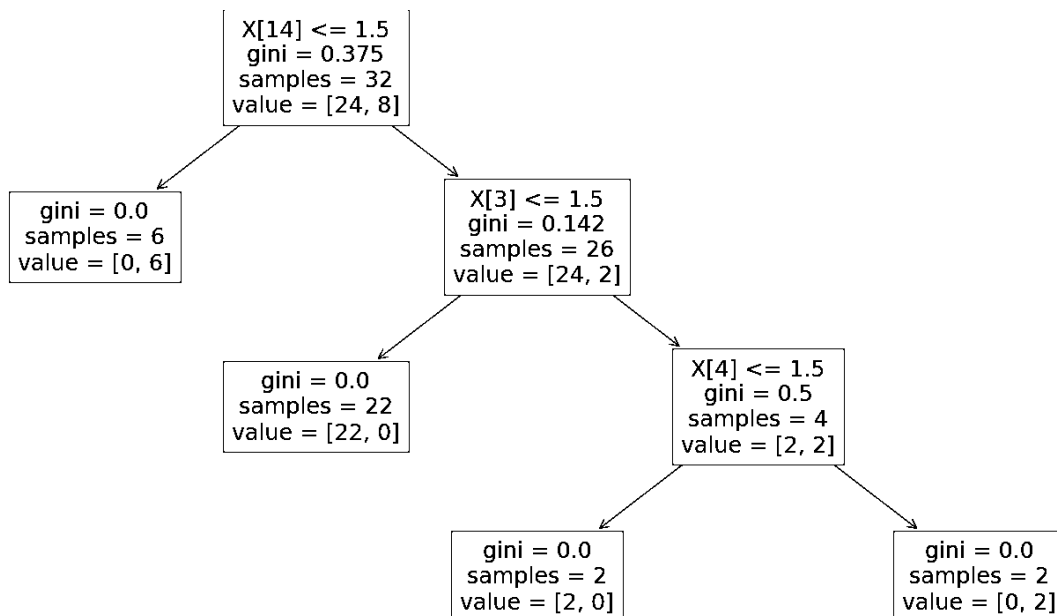 X[14] <= 1.5
gini = 0.375
samples = 32
value = [24, 8]
gini = 0.0
samples = 6
value = [0, 6]
X[3] <= 1.5
gini = 0.142
samples = 26
value = [24, 2]
gini = 0.0
samples = 22
value = [22, 0]
X[4] <= 1.5
gini = 0.5
samples = 4
value = [2, 2]
gini = 0.0
samples = 2
value = [2, 0]
gini = 0.0
samples = 2
value = [0, 2]